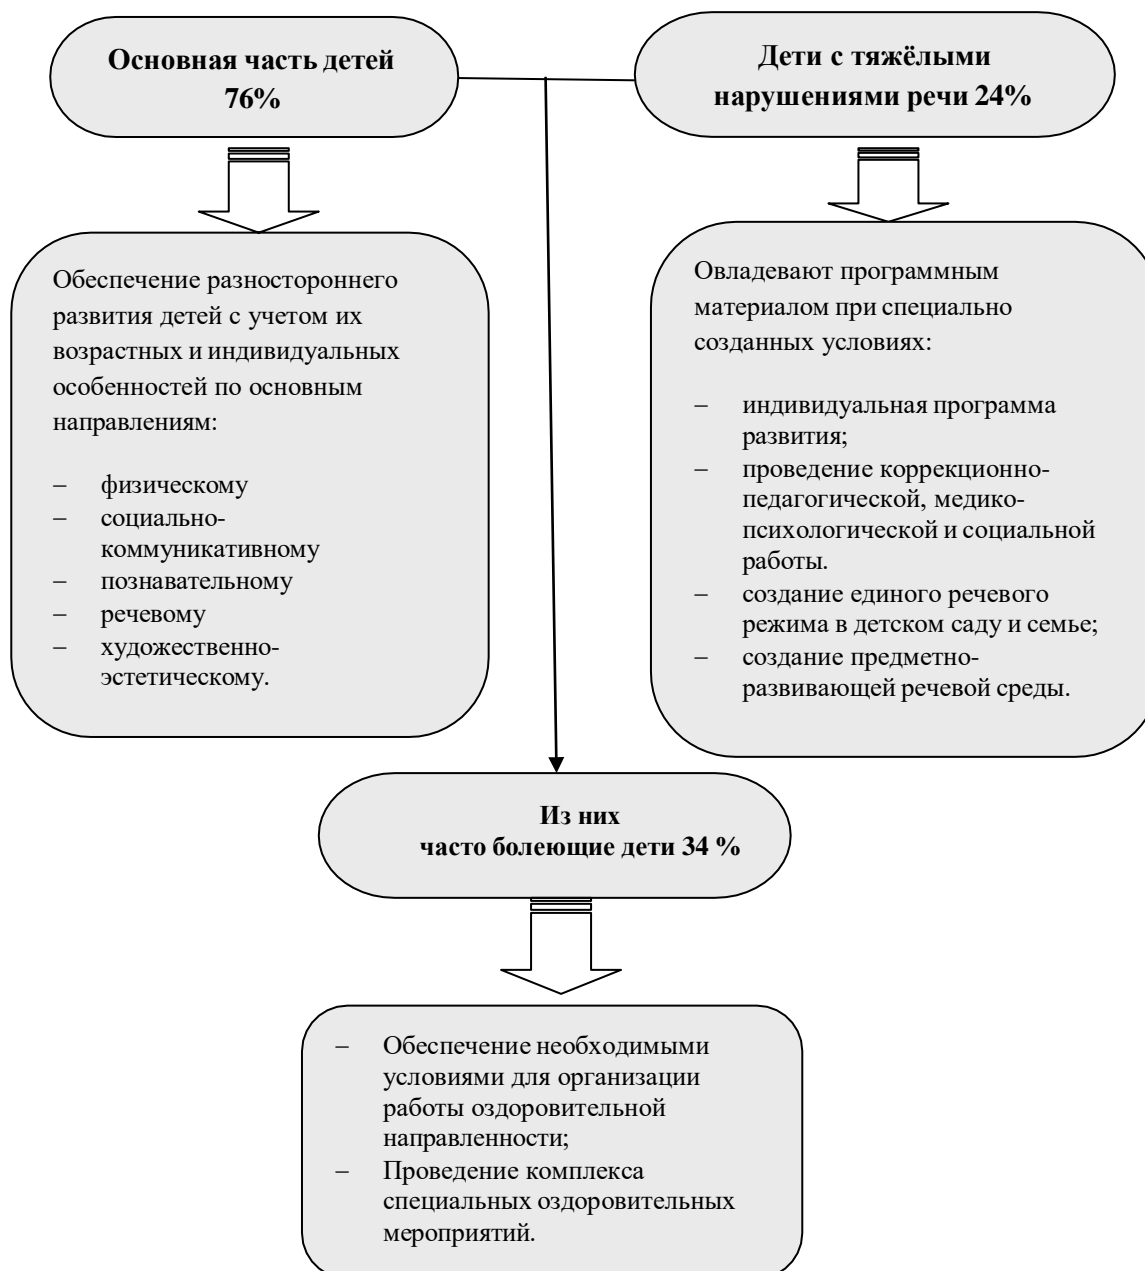 Основная часть детей
76%
Дети с тяжёлыми
нарушениями речи 24%
Обеспечение разностороннего
развития детей с учетом их
возрастных и индивидуальных
особенностей по основным
направлениям:
– физическому
– социально-
коммуникативному
– познавательному
– речевому
– художественно-
эстетическому.
Овладевают программным
материалом при специально
созданных условиях:
– индивидуальная программа
развития;
– проведение коррекционно-
педагогической, медико-
психологической и социальной
работы.
– создание единого речевого
режима в детском саду и семье;
– создание предметно-
развивающей речевой среды.
Из них
часто болеющие дети 34 %
– Обеспечение необходимыми
условиями для организации
работы оздоровительной
направленности;
– Проведение комплекса
специальных оздоровительных
мероприятий.